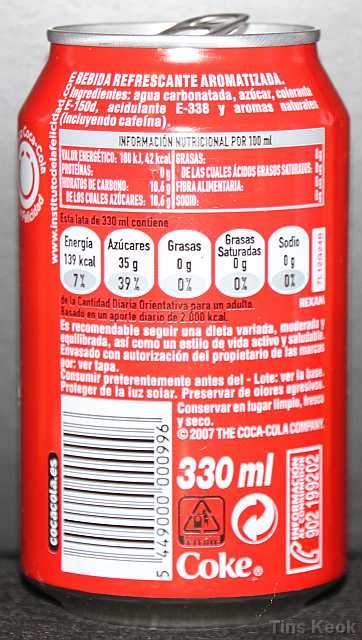 BEBIDA REFRESCANTE AROMATIZADA.
Ingredientes: agua carbonatada, azúcar, colorante
E-150d, acidulante E-338 y aromas naturales
(incluyendo cafeína).
INFORMACIÓN NUTRICIONAL POR 100 ml
VALOR ENERGÉTICO: 180 kJ, 42 kcal GRASAS: 0g
PROTEÍNAS: 0g DE LAS CUALES ÁCIDOS GRASOS SATURADOS: 0g
HIDRATOS DE CARBONO: 10,6 g FIBRA ALIMENTARIA: 0g
DE LOS CUALES AZÚCARES: 10,6 g SODIO: 0g
Esta lata de 330 ml contiene
Energía Azúcares Grasas Grasas Saturadas Sodio
139 kcal 35 g 0 g 0 g 0 g
7% 39% 0% 0% 0%
de la Cantidad Diaria Orientativa para un adulto.
Basado en un aporte diario de 2.000 kcal.
REXAM
Es recomendable seguir una dieta variada, moderada y
equilibrada, así como un estilo de vida activo y saludable.
Envasado con autorización del propietario de las marcas
por: ver tapa.
Consumir preferentemente antes del - Lote: ver la base.
Proteger de la luz solar. Preservar de olores agresivos.
Conservar en lugar limpio, fresco
y seco.
© 2007 THE COCA-COLA COMPANY.
www.institutodelafelicidad.
cocacola.es
5 449000 000996
330 ml
Coke®
INFORMACIÓN
AL CONSUMIDOR
902 199202
Tins Keok